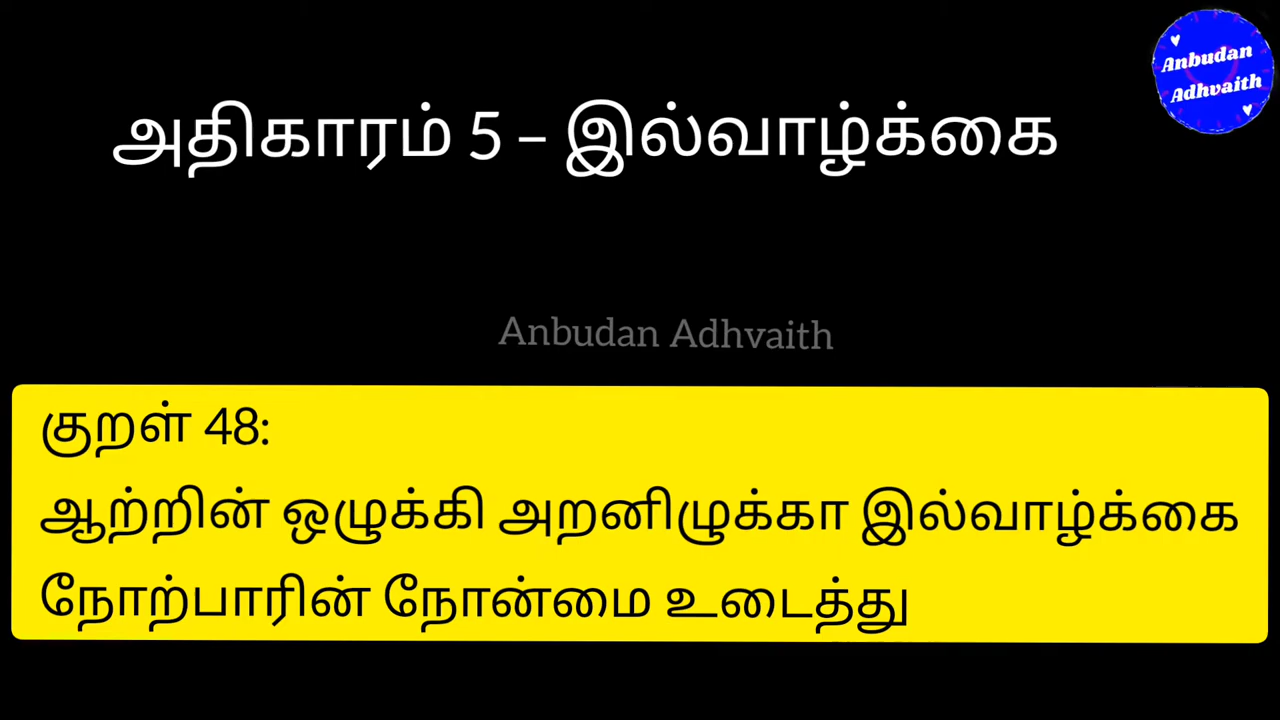 Anbudan
Adhvaith
அதிகாரம் 5 – இல்வாழ்க்கை
Anbudan Adhvaith
குறள் 48:
ஆற்றின் ஒழுக்கி அறனிழுக்கா இல்வாழ்க்கை
நோற்பாரின் நோன்மை உடைத்து